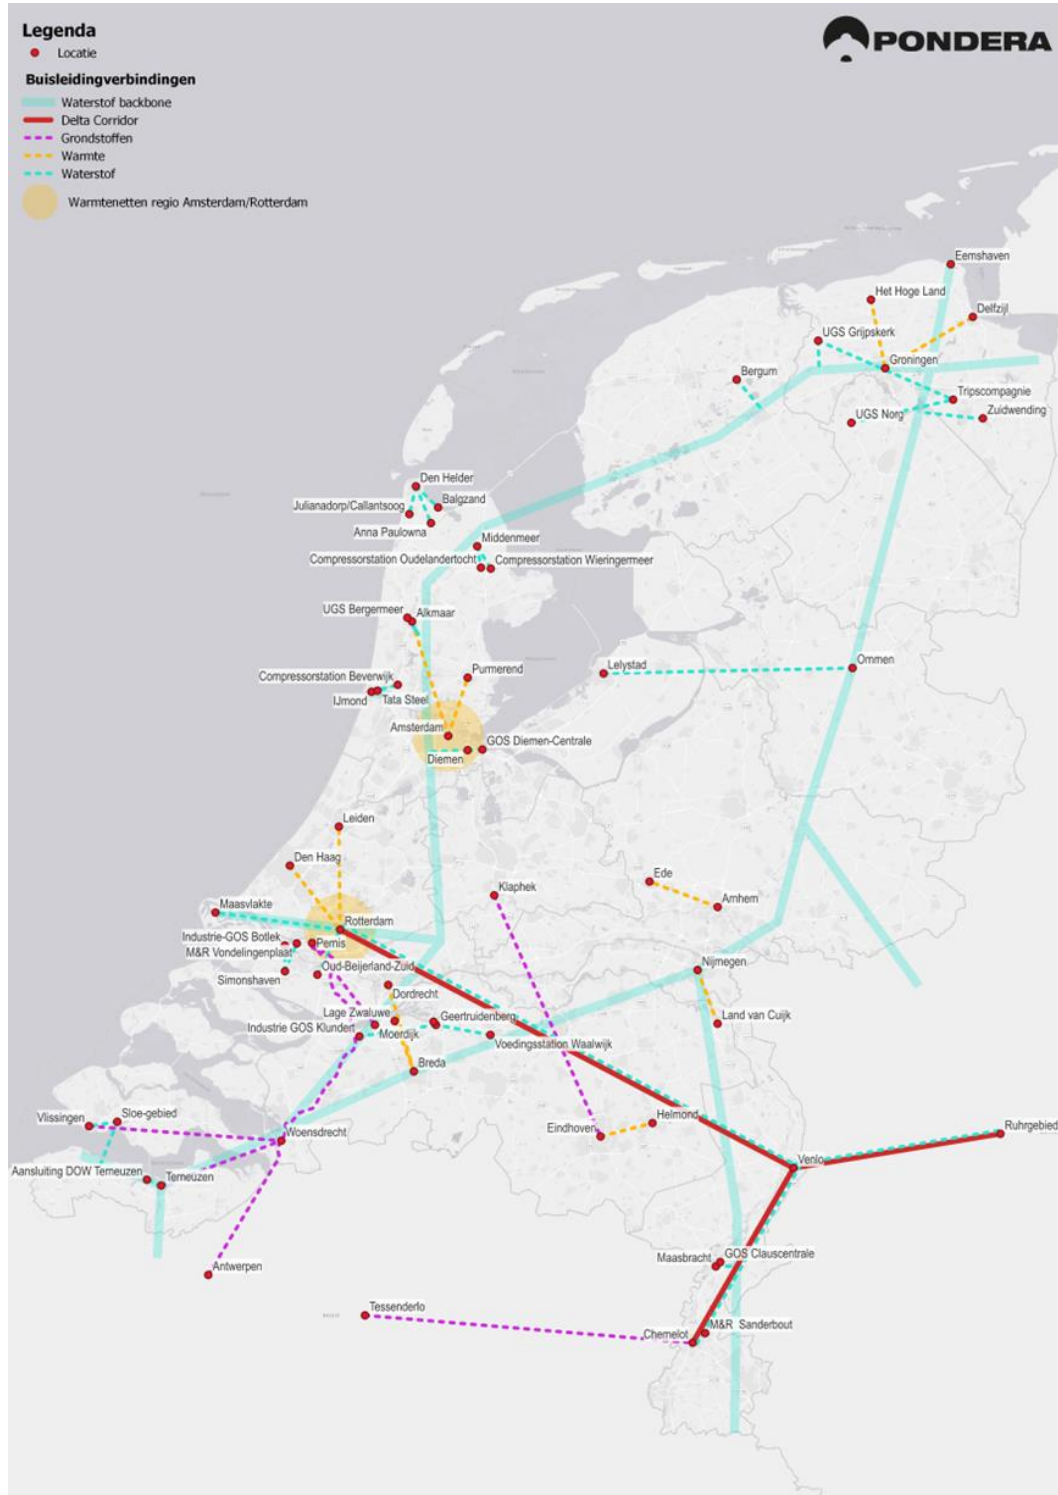 Legenda
Locatie
Buisleidingverbindingen
Waterstof backbone
Delta Corridor
Grondstoffen
Warmte
Waterstof
Warmtenetten regio Amsterdam/Rotterdam
PONDERA
Eemshaven
Het Hoge Land
Delfzijl
UGS Grijpskerk
Groningen
Bergum
Tripscompagnie
UGS Norg
Zuidwending
Den Helder
Balgzand
Julianadorp/Callantsoog
Anna Paulowna
Middenmeer
Compressorstation Oudelandertocht
Compressorstation Wieringermeer
UGS Bergermeer
Alkmaar
Purmerend
Lelystad
Ommen
Compressorstation Beverwijk
IJmond
Tata Steel
Amsterdam
GOS Diemen-Centrale
Diemen
Leiden
Den Haag
Ede
Klaphek
Arnhem
Maasvlakte
Rotterdam
Industrie-GOS Botlek
Pernis
M&R Vondelingenplaat
Oud-Beijerland-Zuid
Simonshaven
Nijmegen
Dordrecht
Lage Zwaluwe
Geertruidenberg
Land van Cuijk
Industrie GOS Klundert
Moerdijk
Voedingsstation Waalwijk
Breda
Vlissingen
Sloe-gebied
Helmond
Eindhoven
Ruhrgebied
Woensdrecht
Venlo
Aansluiting DOW Terneuzen
Terneuzen
Maasbracht
GOS Clauscentrale
Antwerpen
Tessenderlo
M&R Sanderbout
Chemelot